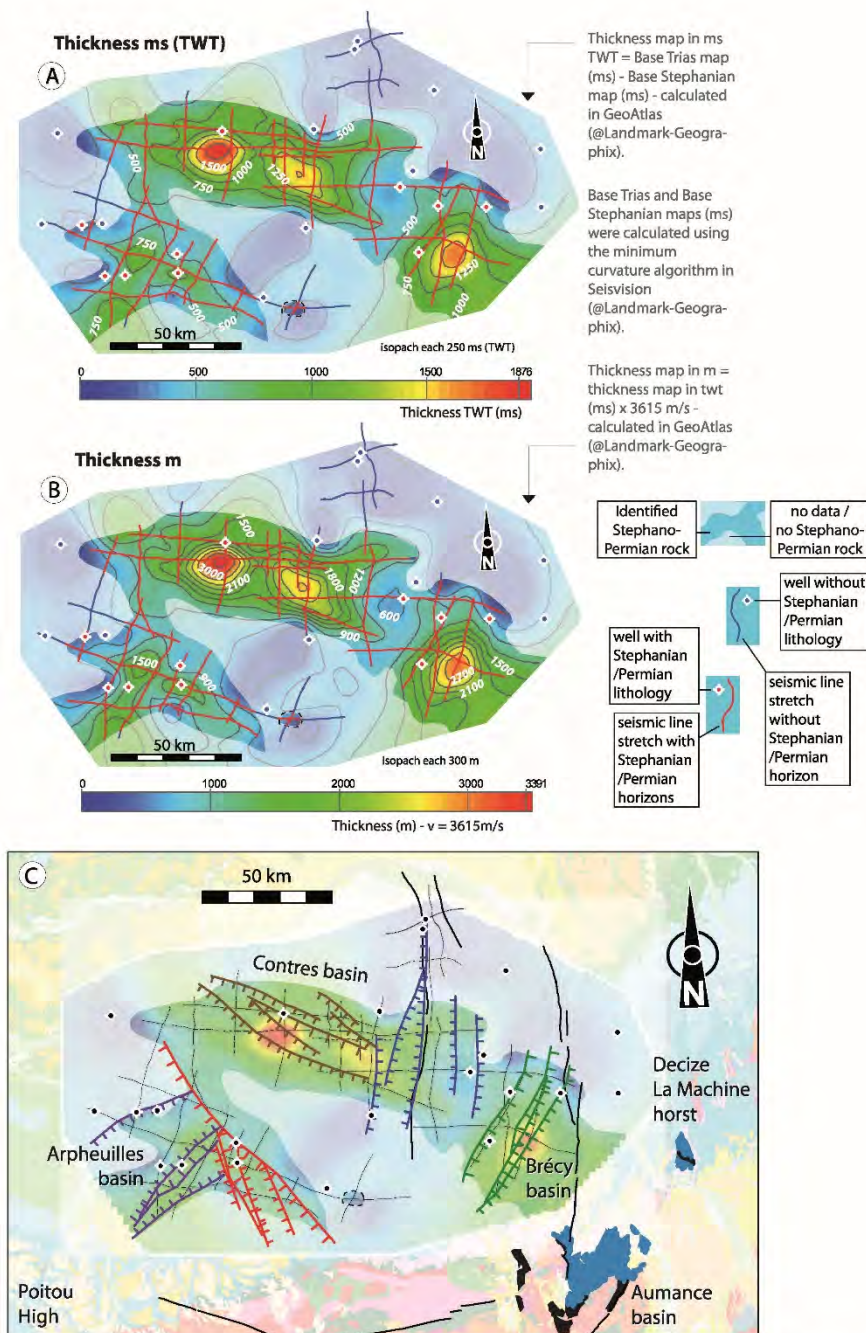 Thickness ms (TWT)
A
500
500
1500
1000
750
1250
750
500
500
750
500
750
1250
1000
N
50 km
isopach each 250 ms (TWT)
0
500
1000
1500
1876
Thickness TWT (ms)
Thickness map in ms
TWT = Base Trias map
(ms) - Base Stephanian
map (ms) - calculated
in GeoAtlas
(@Landmark-Geogra-
phix).
Base Trias and Base
Stephanian maps (ms)
were calculated using
the minimum
curvature algorithm in
Seisvision
(@Landmark-Geogra-
phix).
Thickness map in m =
thickness map in twt
(ms) x 3615 m/s -
calculated in GeoAtlas
(@Landmark-Geogra-
phix).
Thickness m
B
1500
3000
2100
1800
1200
600
900
1500
900
2700
2100
1500
N
50 km
Isopach each 300 m
0
1000
2000
3000
3391
Thickness (m) - v = 3615m/s
Identified
Stephano-
Permian rock
no data /
no Stephano-
Permian rock
well without
Stephanian
/Permian
lithology
well with
Stephanian
/Permian
lithology
seismic line
stretch
without
Stephanian
/Permian
horizon
seismic line
stretch with
Stephanian
/Permian
horizons
C
50 km
N
Contres basin
Decize
La Machine
horst
Arpheuilles
basin
Brécy
basin
Poitou
High
Aumance
basin